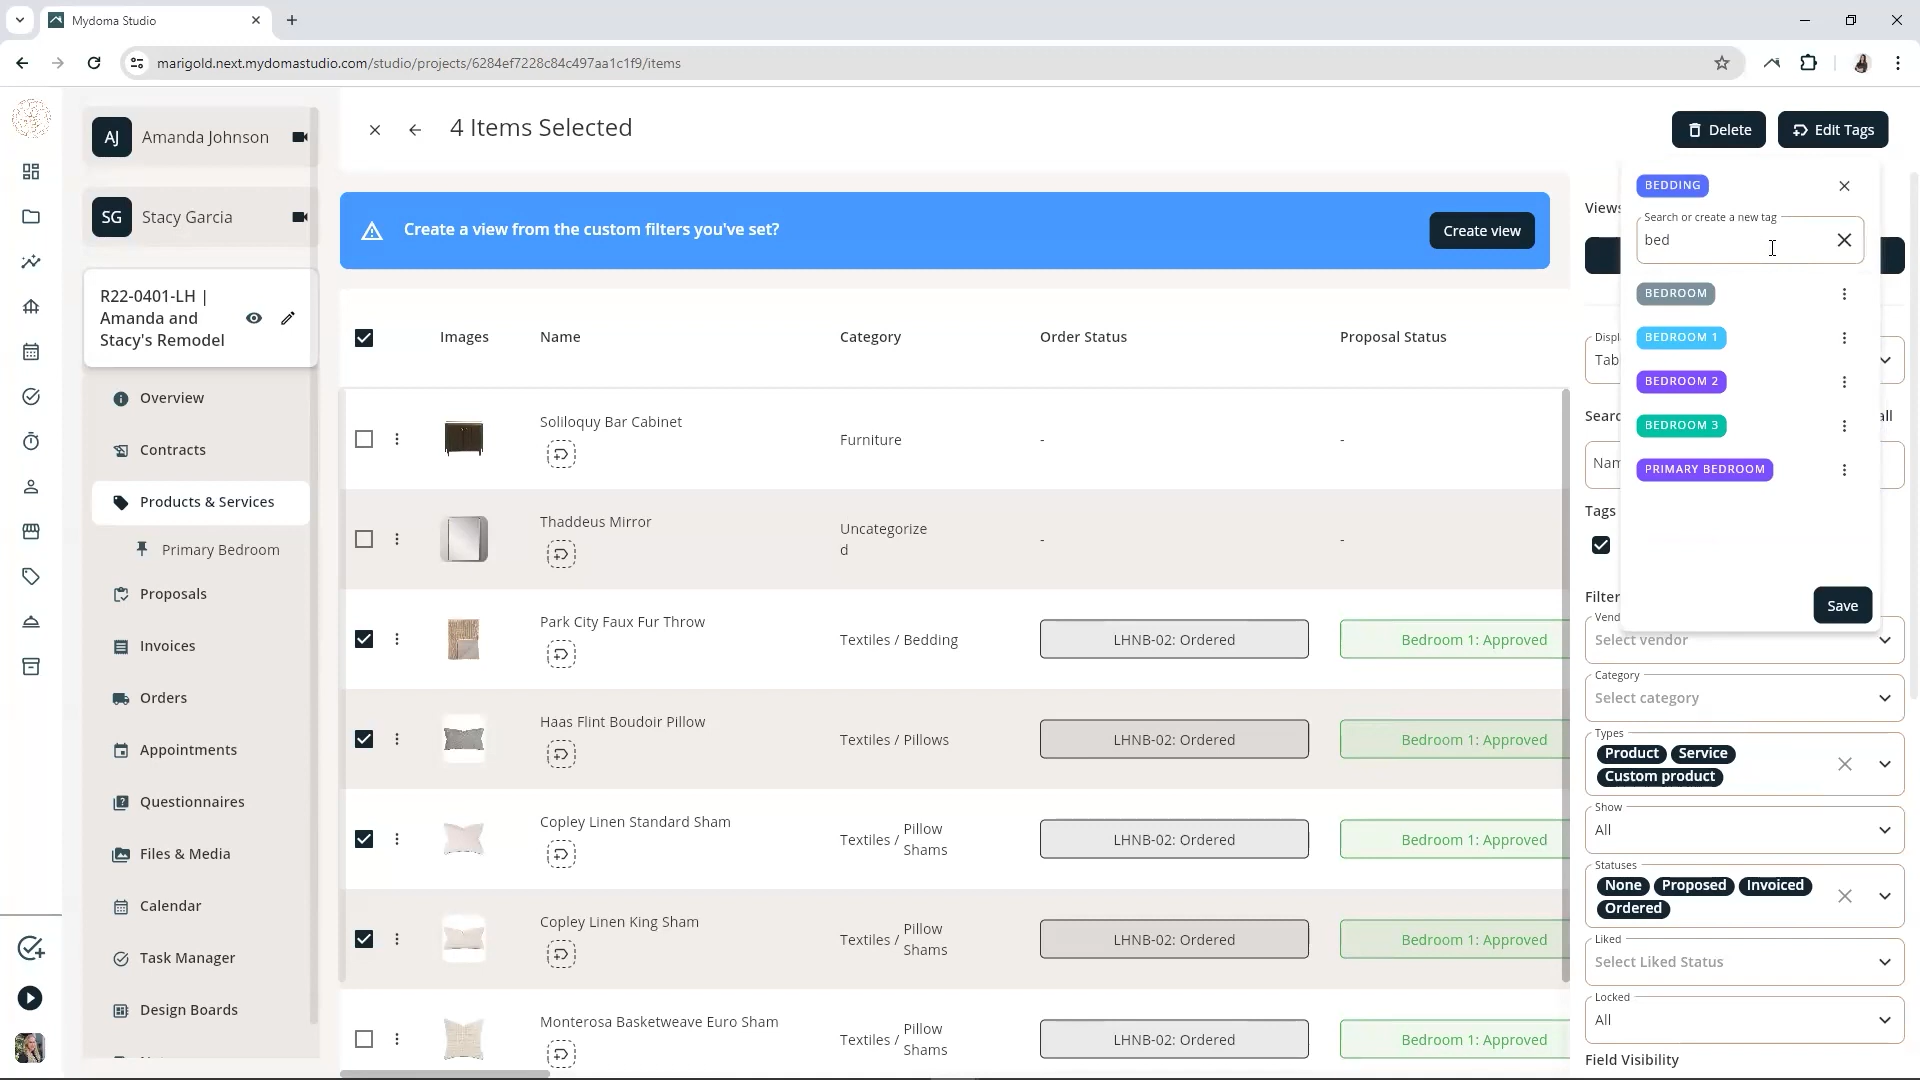 Mydoma Studio
marigold.next.mydomastudio.com/studio/projects/6284ef7228c84c497aa1c1f9/items
AJ Amanda Johnson
SG Stacy Garcia
R22-0401-LH |
Amanda and
Stacy's Remodel
Overview
Contracts
Products & Services
Primary Bedroom
Proposals
Invoices
Orders
Appointments
Questionnaires
Files & Media
Calendar
Task Manager
Design Boards
4 Items Selected
Delete
Edit Tags
Create a view from the custom filters you've set?
Create view
Images Name Category Order Status Proposal Status
Soliloquy Bar Cabinet
Furniture - -
Thaddeus Mirror
Uncategorize
d
- -
Park City Faux Fur Throw
Textiles / Bedding LHNB-02: Ordered Bedroom 1: Approved
Haas Flint Boudoir Pillow
Textiles / Pillows LHNB-02: Ordered Bedroom 1: Approved
Copley Linen Standard Sham
Textiles / Pillow
Shams
LHNB-02: Ordered Bedroom 1: Approved
Copley Linen King Sham
Textiles / Pillow
Shams
LHNB-02: Ordered Bedroom 1: Approved
Monterosa Basketweave Euro Sham
Textiles / Pillow
Shams
LHNB-02: Ordered Bedroom 1: Approved
BEDDING
Search or create a new tag
bed
BEDROOM
BEDROOM 1
BEDROOM 2
BEDROOM 3
PRIMARY BEDROOM
Save
Views
Displ
Tab
Searc
all
Nam
Tags
Filter
Vend
Select vendor
Category
Select category
Types
Product Service
Custom product
Show
All
Statuses
None Proposed Invoiced
Ordered
Liked
Select Liked Status
Locked
All
Field Visibility